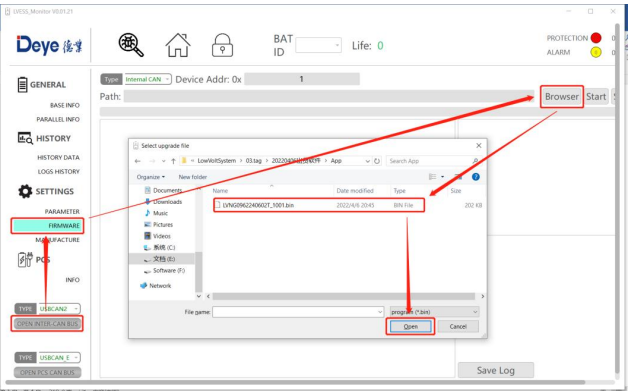 LVESS_Monitor V0.01.21
Deye 德業
BAT ID
Life: 0
PROTECTION 0
ALARM 0
Type Internal CAN Device Addr: 0x 1
Path:
Browser Start S
GENERAL
BASE INFO
PARALLEL INFO
HISTORY
HISTORY DATA
LOGS HISTORY
SETTINGS
PARAMETER
FIRMWARE
MANUFACTURE
PCS
INFO
TYPE USBCAN2
OPEN INTER-CAN BUS
TYPE USBCAN_E
OPEN PCS CAN BUS
Select upgrade file
« LowVoltSystem > 03.tag > > App
Search App
Organize New folder
Name Date modified Type Size
Documents
Downloads
Music
Pictures
Videos
系统 (C:)
文档 (E:)
Software (F:)
Network
LVNG0962240602T_1001.bin 2022/4/6 20:45 BIN File 202 KB
File name:
program (*.bin)
Open Cancel
Save Log